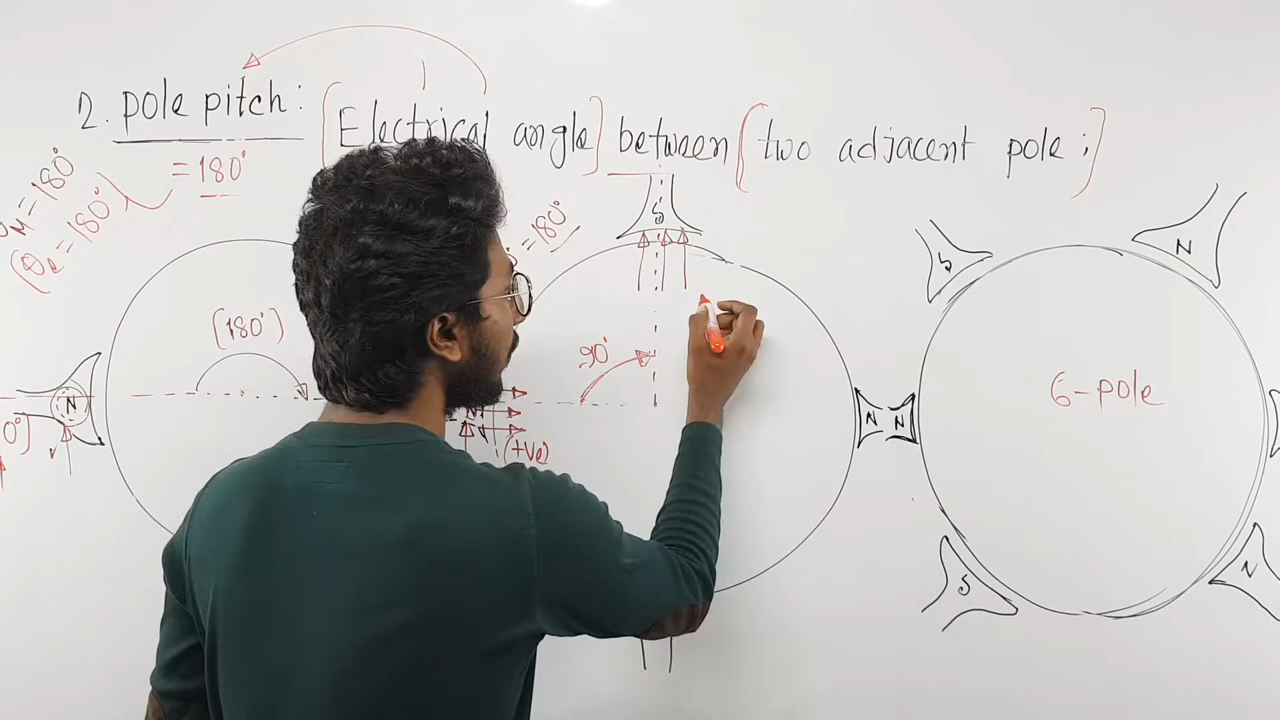 2. pole pitch: [Electrical angle] between [two adjacent pole;]
= 180°
θM = 180°
(θe = 180°
= 180°
S
S
N
(180°)
90°
6-pole
N
N
N
(+Ve)
S
N